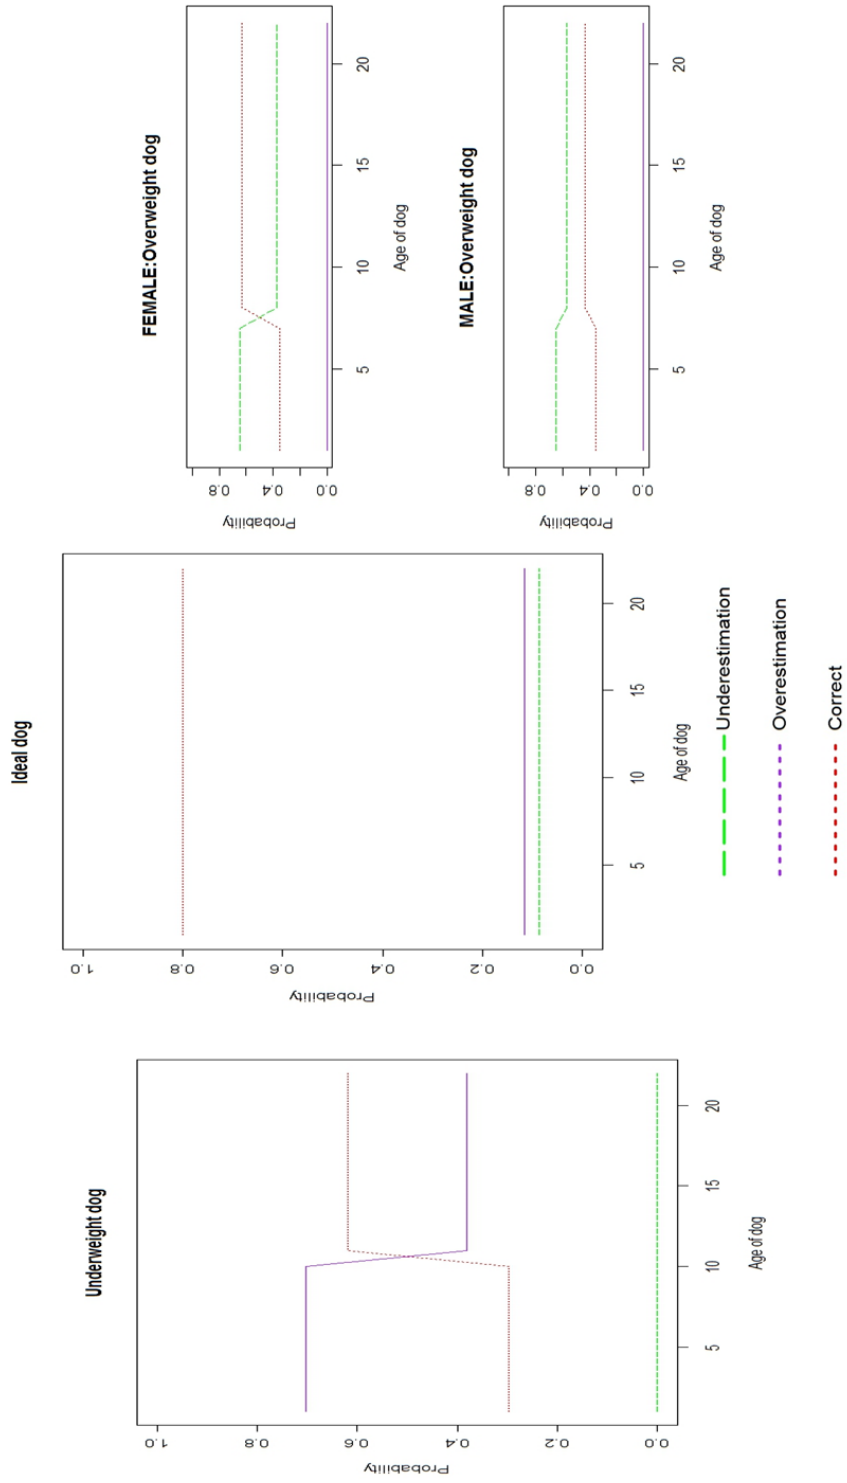 Underweight dog
Probability
0.0 0.2 0.4 0.6 0.8 1.0
5 10 15 20
Age of dog
Ideal dog
Probability
0.0 0.2 0.4 0.6 0.8 1.0
5 10 15 20
Age of dog
FEMALE:Overweight dog
Probability
0.0 0.4 0.8
5 10 15 20
Age of dog
MALE:Overweight dog
Probability
0.0 0.4 0.8
5 10 15 20
Age of dog
Underestimation
Overestimation
Correct